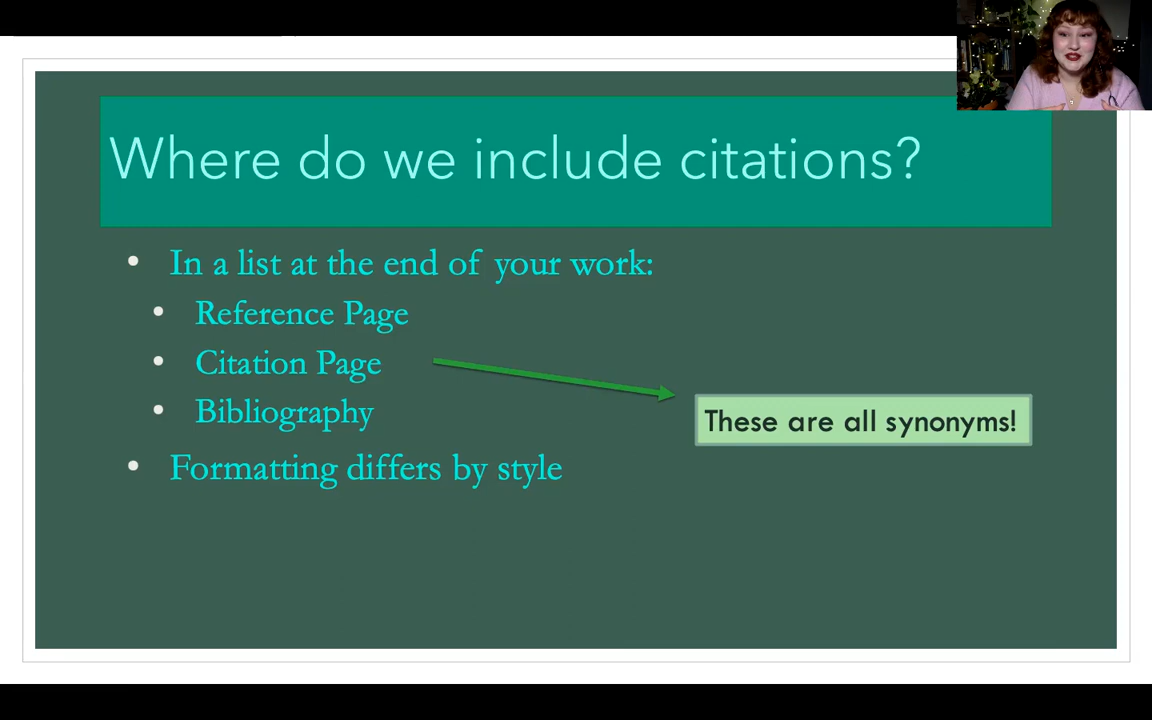 Where do we include citations?
• In a list at the end of your work:
• Reference Page
• Citation Page
• Bibliography
These are all synonyms!
• Formatting differs by style